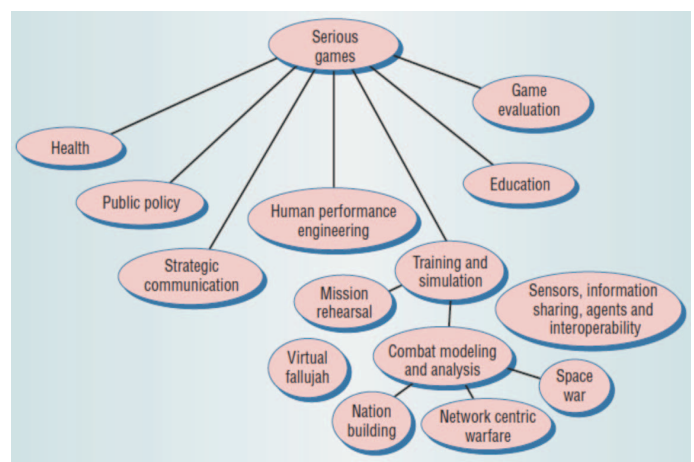 Serious
games
Game
evaluation
Health
Education
Public policy
Human performance
engineering
Strategic
communication
Training and
simulation
Mission
rehearsal
Sensors, information
sharing, agents and
interoperability
Virtual
fallujah
Combat modeling
and analysis
Space
war
Nation
building
Network centric
warfare